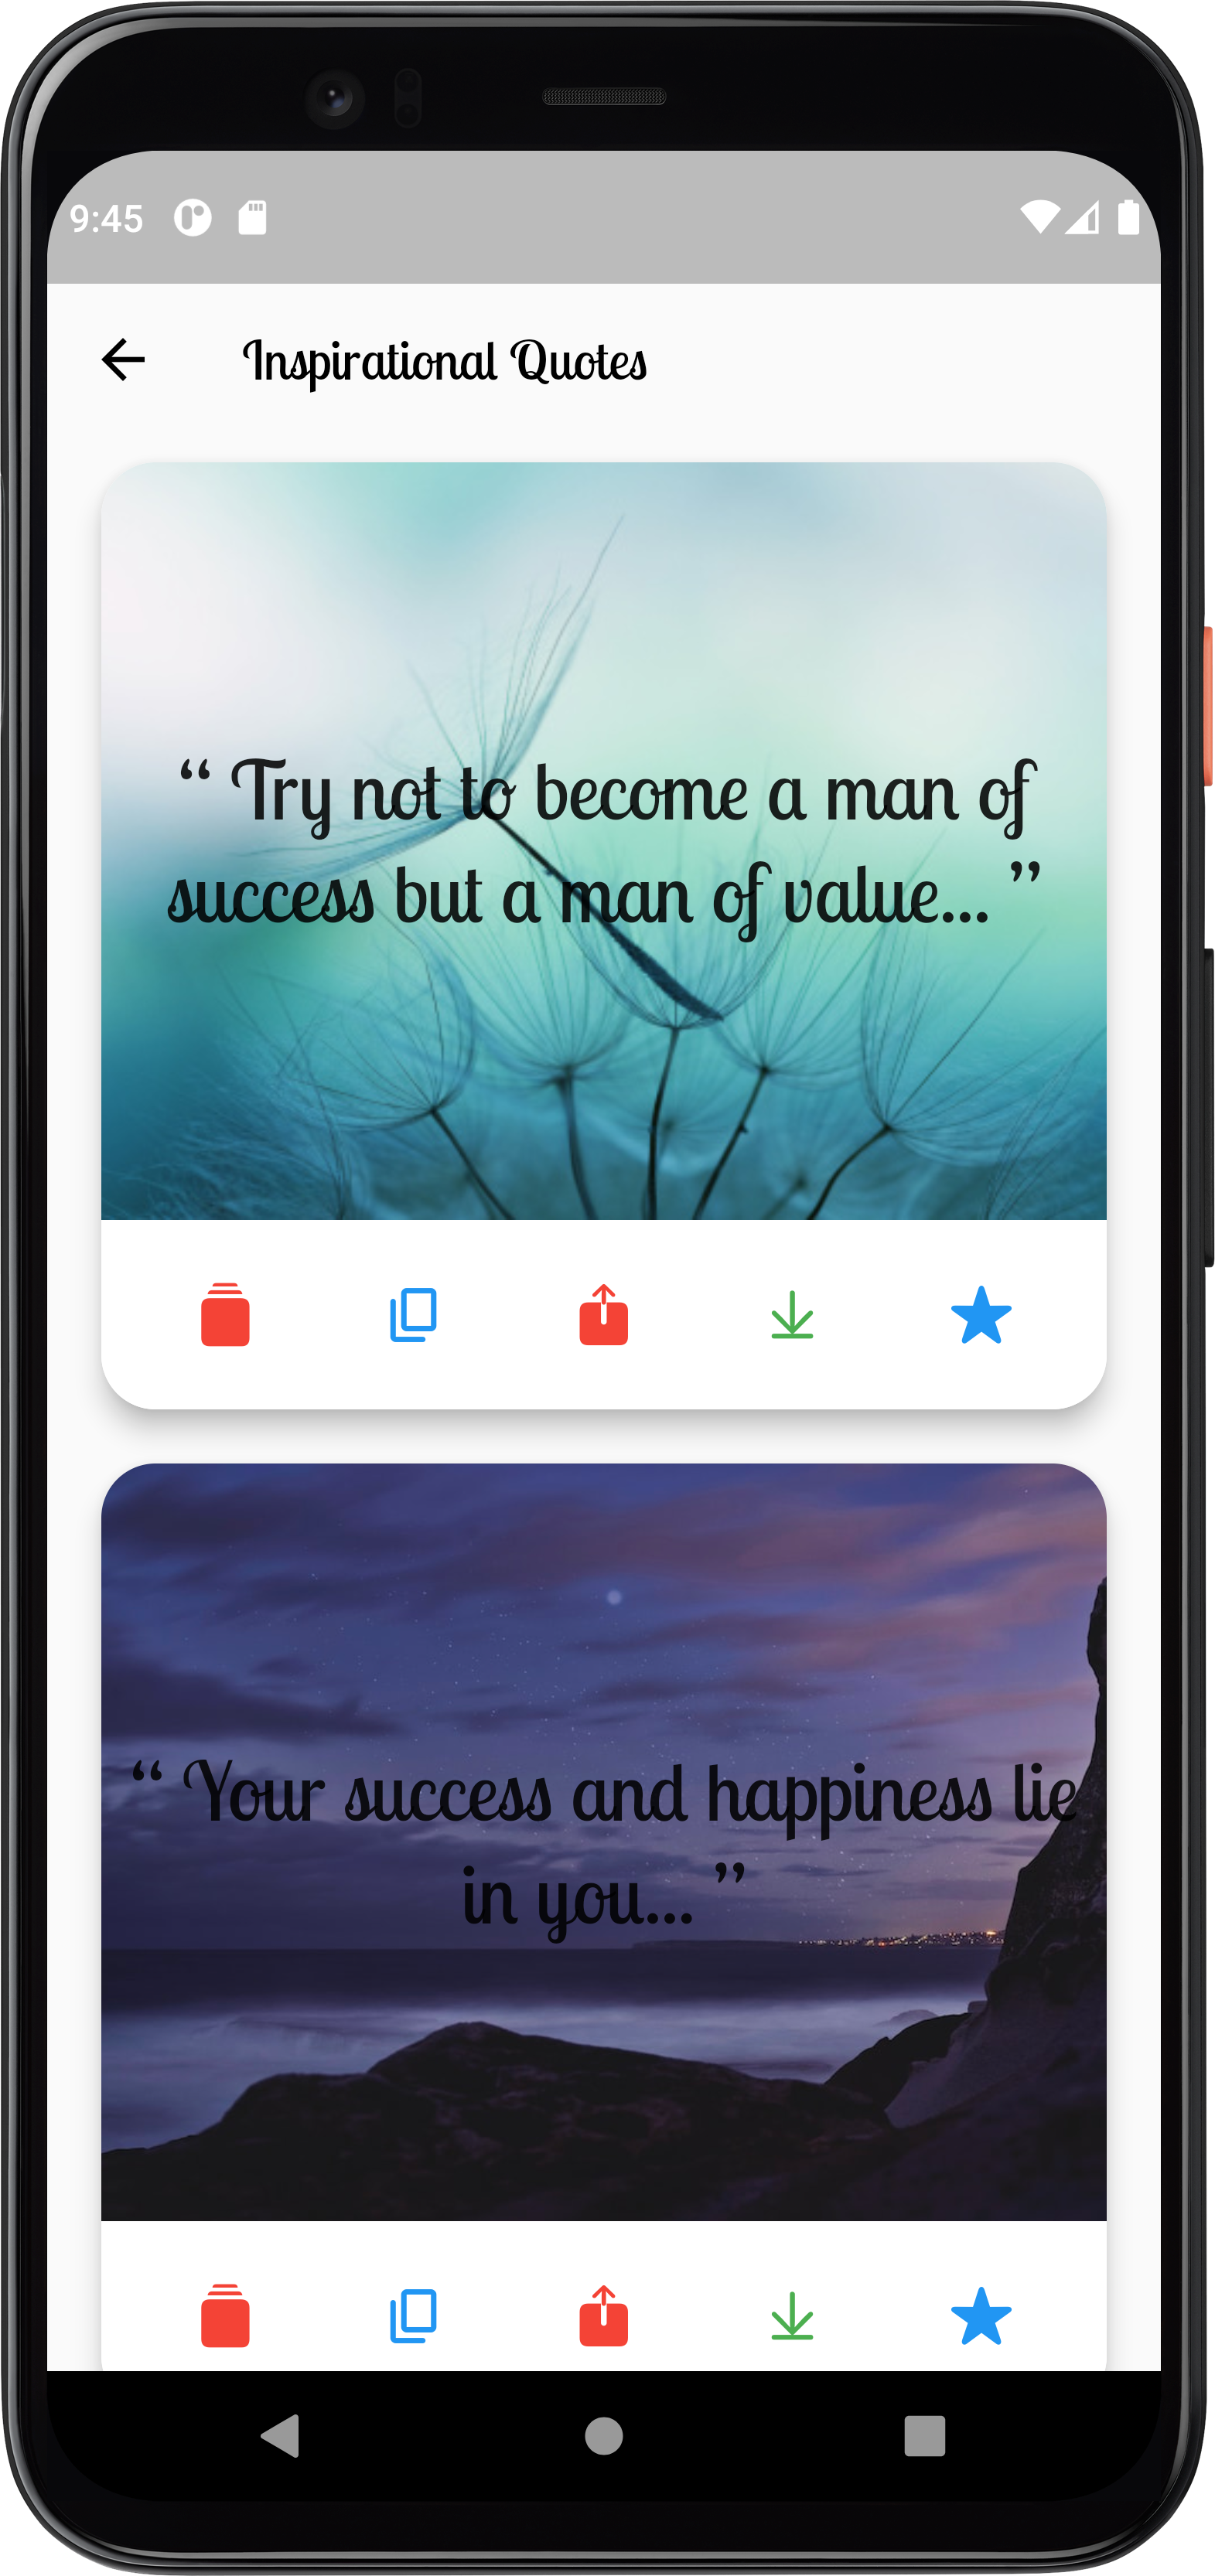 9:45
Inspirational Quotes
“ Try not to become a man of
success but a man of value... ”
“ Your success and happiness lie
in you... ”